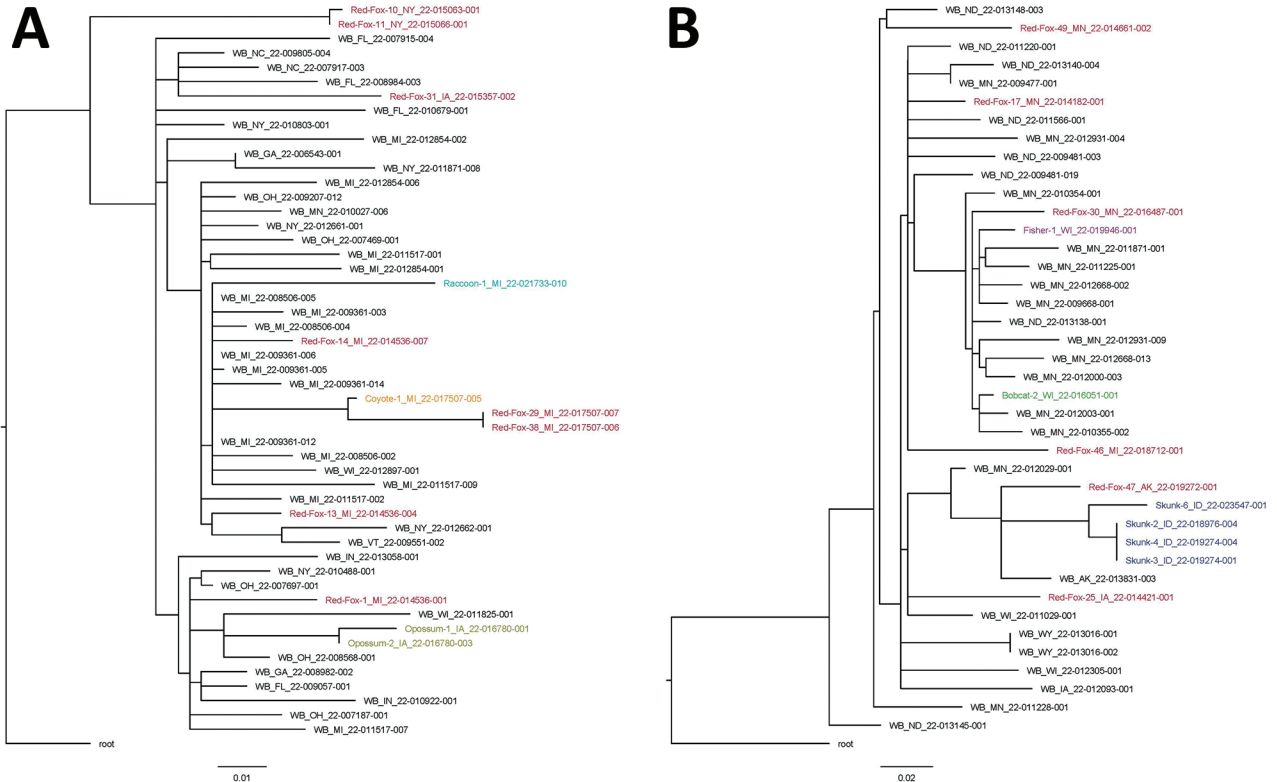 A
Red-Fox-10_NY_22-015063-001
Red-Fox-11_NY_22-015066-001
WB_FL_22-007915-004
WB_NC_22-009805-004
WB_NC_22-007917-003
WB_FL_22-008984-003
Red-Fox-31_IA_22-015357-002
WB_FL_22-010679-001
WB_NY_22-010803-001
WB_MI_22-012854-002
WB_GA_22-006543-001
WB_NY_22-011871-008
WB_MI_22-012854-006
WB_OH_22-009207-012
WB_MN_22-010027-006
WB_NY_22-012661-001
WB_OH_22-007469-001
WB_MI_22-011517-001
WB_MI_22-012854-001
Raccoon-1_MI_22-021733-010
WB_MI_22-008506-005
WB_MI_22-009361-003
WB_MI_22-008506-004
Red-Fox-14_MI_22-014536-007
WB_MI_22-009361-006
WB_MI_22-009361-005
WB_MI_22-009361-014
Coyote-1_MI_22-017507-005
Red-Fox-29_MI_22-017507-007
Red-Fox-38_MI_22-017507-006
WB_MI_22-009361-012
WB_MI_22-008506-002
WB_WI_22-012897-001
WB_MI_22-011517-009
WB_MI_22-011517-002
Red-Fox-13_MI_22-014536-004
WB_NY_22-012662-001
WB_VT_22-009551-002
WB_IN_22-013058-001
WB_NY_22-010488-001
WB_OH_22-007697-001
Red-Fox-1_MI_22-014536-001
WB_WI_22-011825-001
Opossum-1_IA_22-016780-001
Opossum-2_IA_22-016780-003
WB_OH_22-008568-001
WB_GA_22-008982-002
WB_FL_22-009057-001
WB_IN_22-010922-001
WB_OH_22-007187-001
WB_MI_22-011517-007
root
0.01
B
WB_ND_22-013148-003
Red-Fox-49_MN_22-014661-002
WB_ND_22-011220-001
WB_ND_22-013140-004
WB_MN_22-009477-001
Red-Fox-17_MN_22-014182-001
WB_ND_22-011566-001
WB_MN_22-012931-004
WB_ND_22-009481-003
WB_ND_22-009481-019
WB_MN_22-010354-001
Red-Fox-30_MN_22-016487-001
Fisher-1_WI_22-019946-001
WB_MN_22-011871-001
WB_MN_22-011225-001
WB_MN_22-012668-002
WB_MN_22-009668-001
WB_ND_22-013138-001
WB_MN_22-012931-009
WB_MN_22-012668-013
WB_MN_22-012000-003
Bobcat-2_WI_22-016051-001
WB_MN_22-012003-001
WB_MN_22-010355-002
Red-Fox-46_MI_22-018712-001
WB_MN_22-012029-001
Red-Fox-47_AK_22-019272-001
Skunk-6_ID_22-023547-001
Skunk-2_ID_22-018976-004
Skunk-4_ID_22-019274-004
Skunk-3_ID_22-019274-001
WB_AK_22-013831-003
Red-Fox-25_IA_22-014421-001
WB_WI_22-011029-001
WB_WY_22-013016-001
WB_WY_22-013016-002
WB_WI_22-012305-001
WB_IA_22-012093-001
WB_MN_22-011228-001
WB_ND_22-013145-001
root
0.02